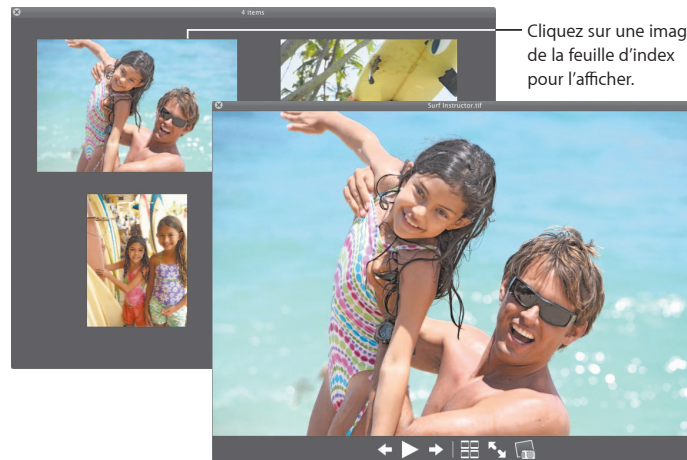 4 items
Cliquez sur une imag
de la feuille d’index
pour l’afficher.
Surf Instructor.tif